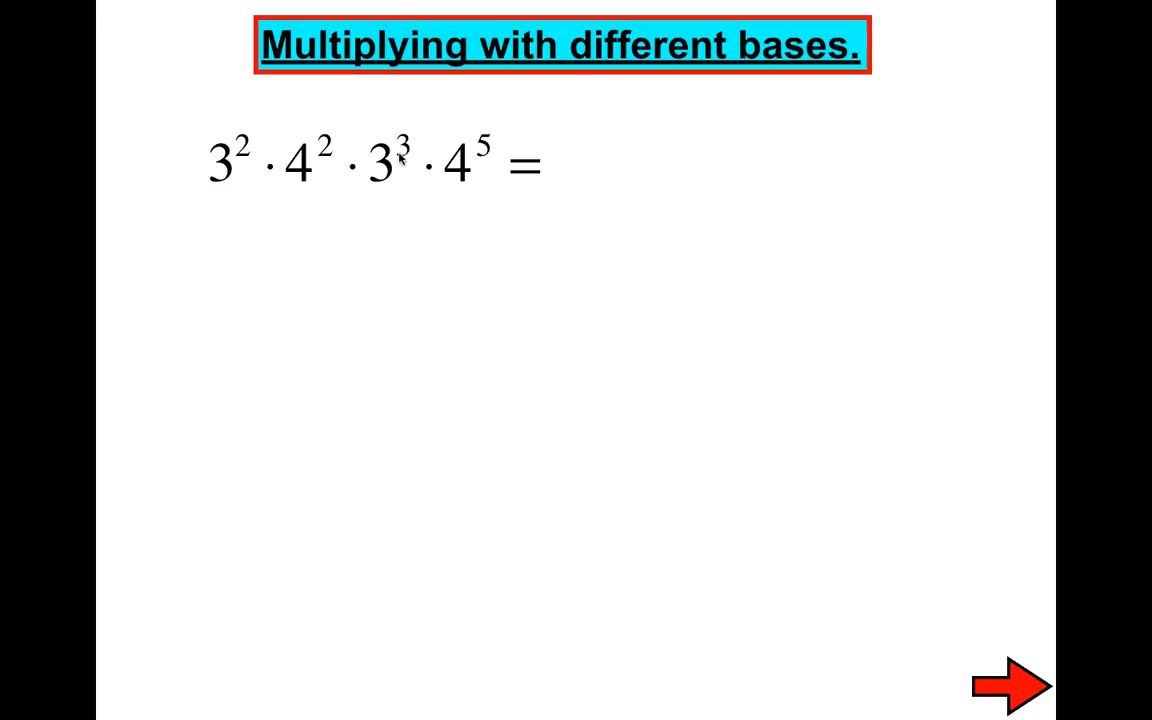 Multiplying with different bases.
3² · 4² · 3³ · 4⁵ =